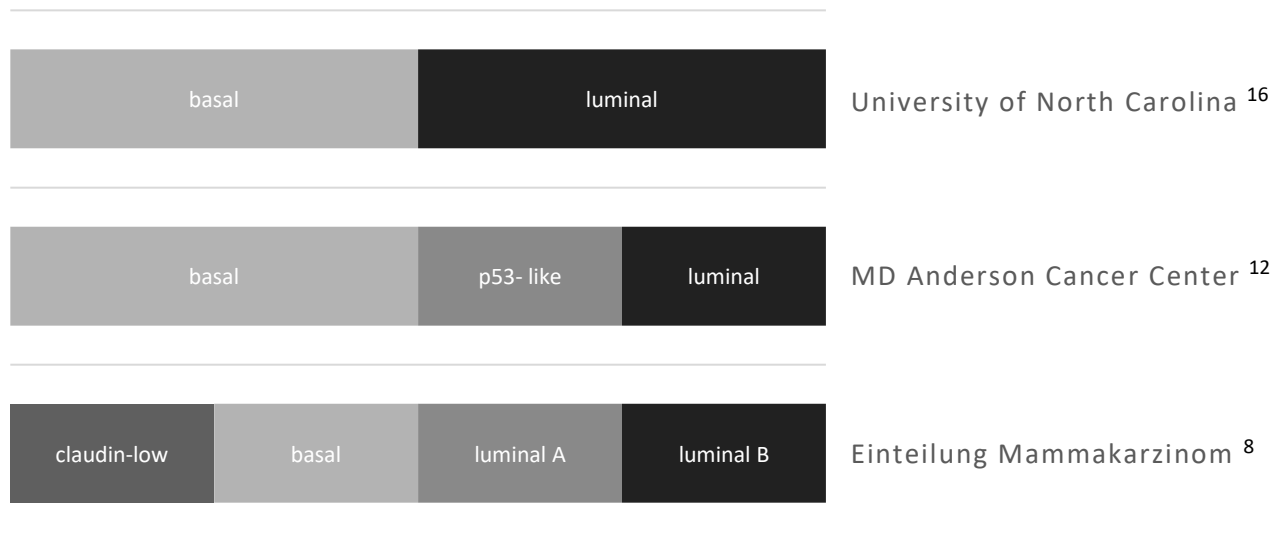 basal luminal University of North Carolina 16
basal p53- like luminal MD Anderson Cancer Center 12
claudin-low basal luminal A luminal B Einteilung Mammakarzinom 8